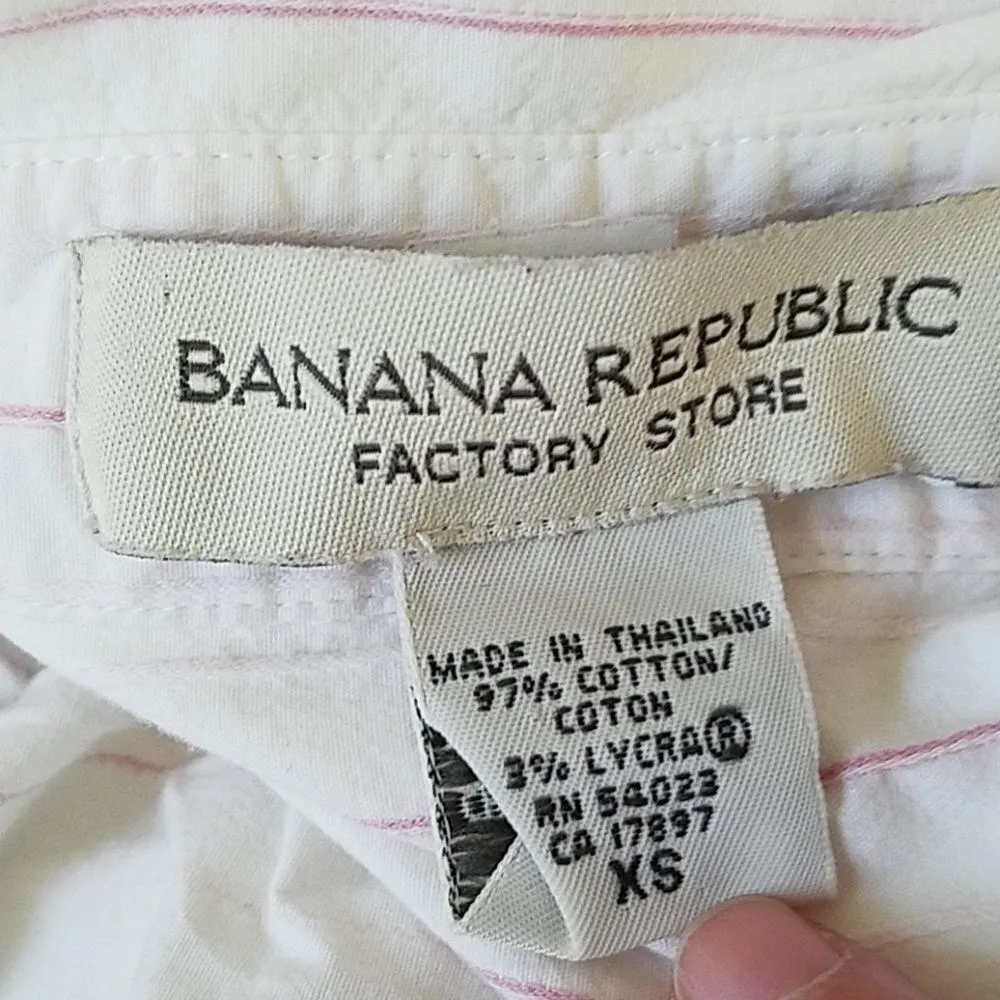 BANANA REPUBLIC
FACTORY STORE
MADE IN THAILAND
97% COTTON/
COTON
3% LYCRA®
RN 54023
CA 17897
XS